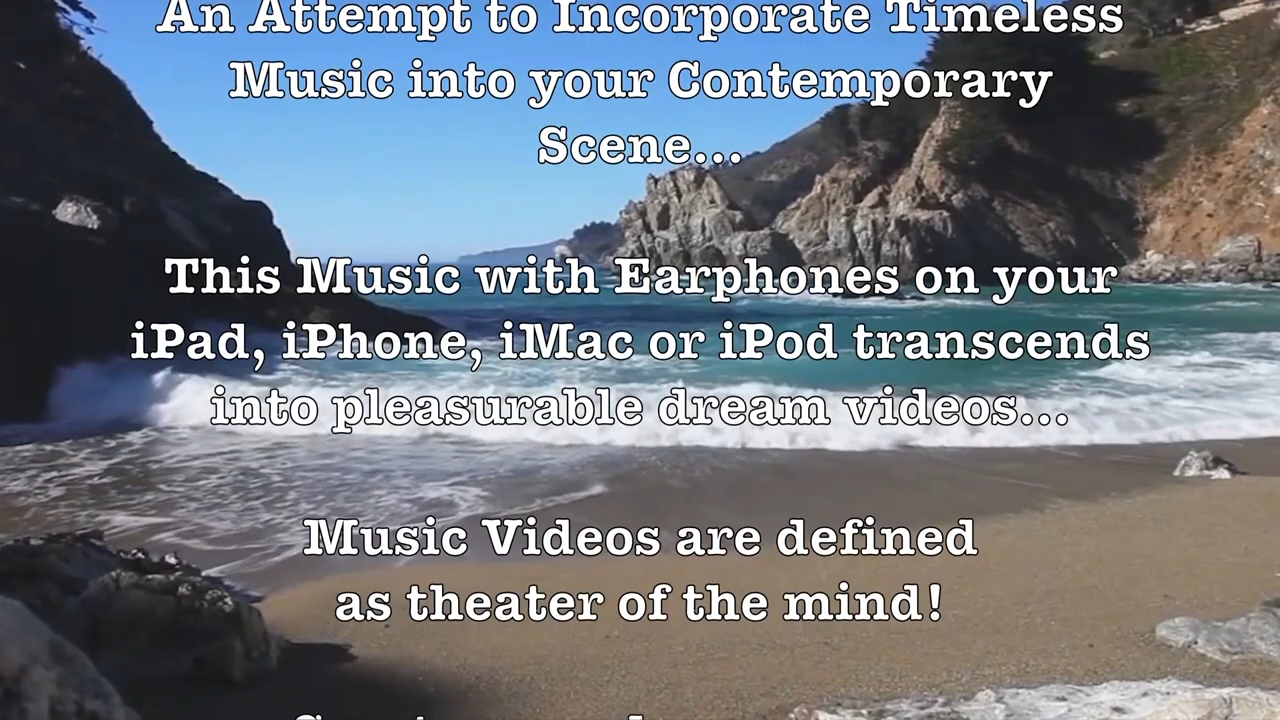 An Attempt to Incorporate Timeless
Music into your Contemporary
Scene...
This Music with Earphones on your
iPad, iPhone, iMac or iPod transcends
into pleasurable dream videos...
Music Videos are defined
as theater of the mind!